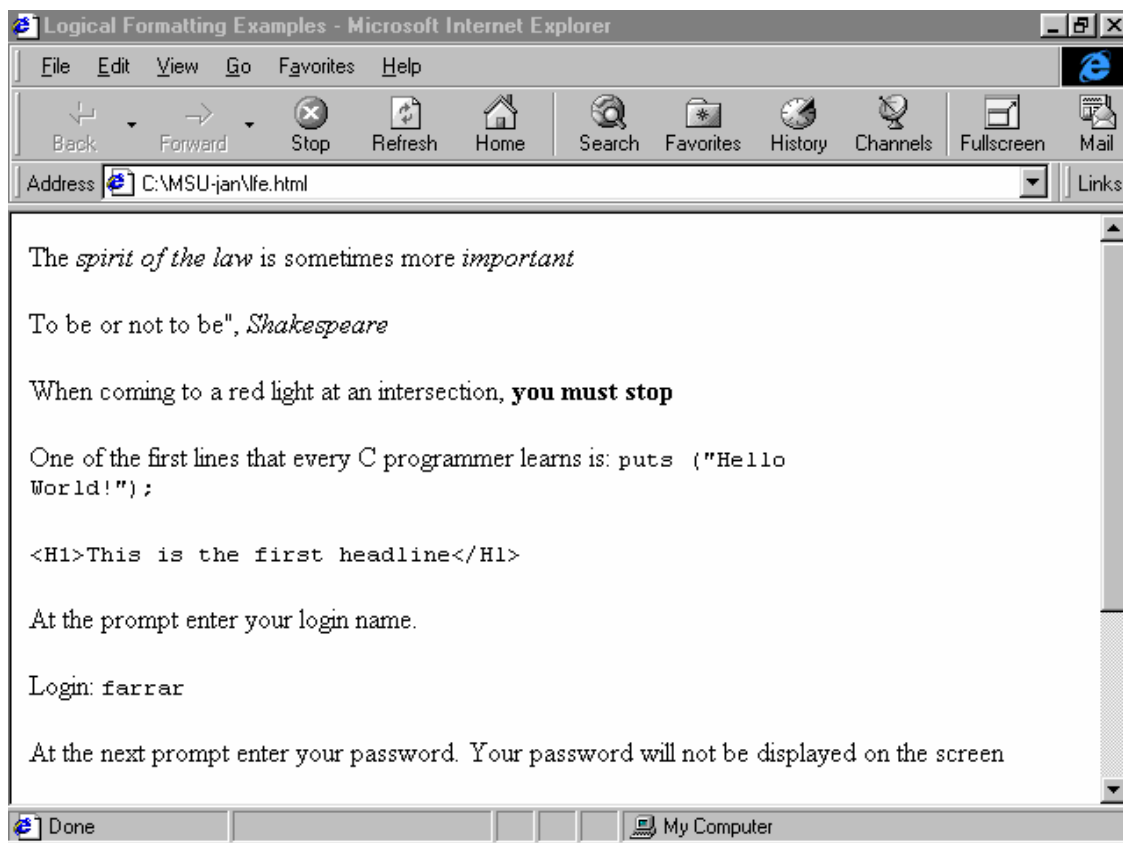 Logical Formatting Examples - Microsoft Internet Explorer
File Edit View Go Favorites Help
Back Forward Stop Refresh Home Search Favorites History Channels Fullscreen Mail
Address C:\MSU-jan\lfe.html Links
The spirit of the law is sometimes more important
To be or not to be", Shakespeare
When coming to a red light at an intersection, you must stop
One of the first lines that every C programmer learns is: puts ("Hello
World!");
<H1>This is the first headline</Hl>
At the prompt enter your login name.
Login: farrar
At the next prompt enter your password. Your password will not be displayed on the screen
Done My Computer